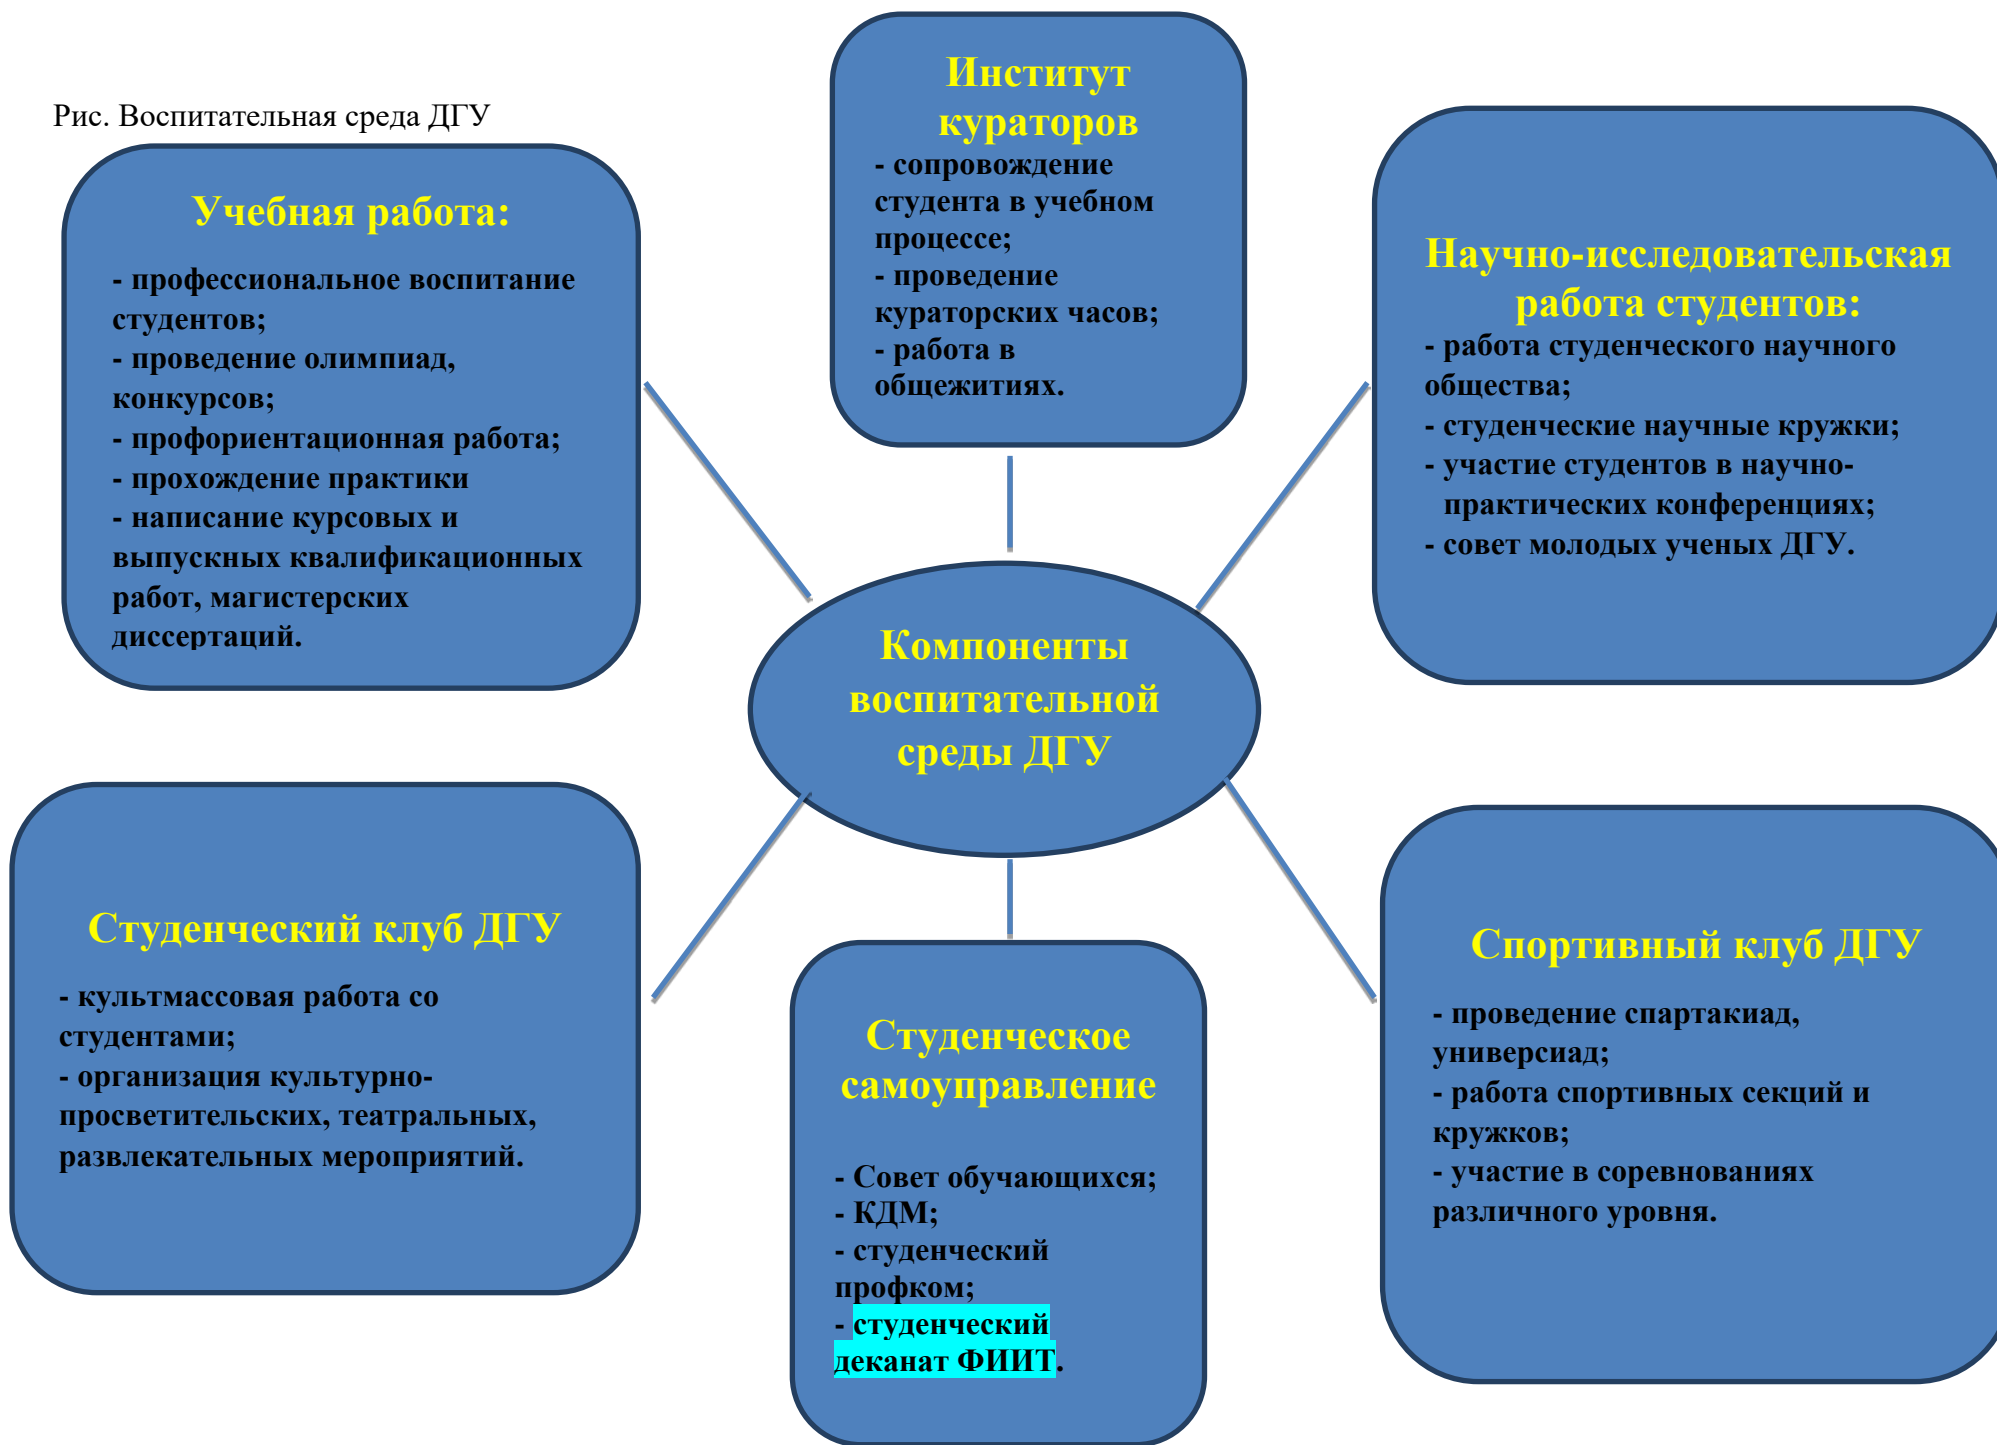 Рис. Воспитательная среда ДГУ
Учебная работа:
- профессиональное воспитание
студентов;
- проведение олимпиад,
конкурсов;
- профориентационная работа;
- прохождение практики
- написание курсовых и
выпускных квалификационных
работ, магистерских
диссертаций.
Институт
кураторов
- сопровождение
студента в учебном
процессе;
- проведение
кураторских часов;
- работа в
общежитиях.
Научно-исследовательская
работа студентов:
- работа студенческого научного
общества;
- студенческие научные кружки;
- участие студентов в научно-
практических конференциях;
- совет молодых ученых ДГУ.
Компоненты
воспитательной
среды ДГУ
Студенческий клуб ДГУ
- культмассовая работа со
студентами;
- организация культурно-
просветительских, театральных,
развлекательных мероприятий.
Студенческое
самоуправление
- Совет обучающихся;
- КДМ;
- студенческий
профком;
- студенческий
деканат ФИИТ.
Спортивный клуб ДГУ
- проведение спартакиад,
универсиад;
- работа спортивных секций и
кружков;
- участие в соревнованиях
различного уровня.